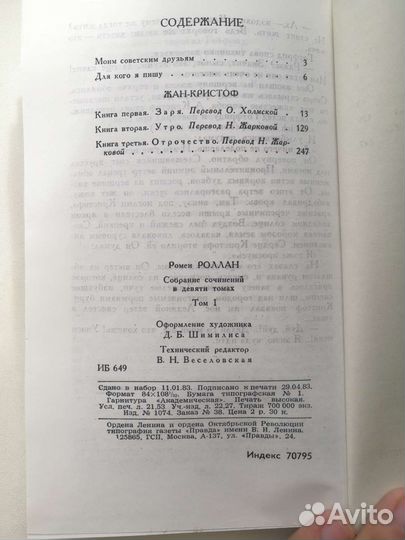 СОДЕРЖАНИЕ
Моим советским друзьям . . . . . . . . . 3
Для кого я пишу . . . . . . . . . . . . 6
ЖАН-КРИСТОФ
Книга первая. Заря. Перевод О. Холмской . 13
Книга вторая. Утро. Перевод Н. Жарковой . 129
Книга третья. Отрочество. Перевод Н. Жар-
ковой . . . . . . . . . . . . . . 247
Ромен РОЛЛАН
Собрание сочинений
в девяти томах
Том I
Оформление художника
Д. Б. Шимилиса
Технический редактор
В. Н. Веселовская
ИБ 649
Сдано в набор 11.01.83. Подписано к печати 29.04.83.
Формат 84×108 1/32. Бумага типографская № 1.
Гарнитура «Академическая». Печать высокая.
Усл. печ. л. 21,53 Уч.-изд. л. 22,27. Тираж 700 000 экз.
Изд. № 1074. Заказ № 38. Цена 2 р. 30 к.
Ордена Ленина и ордена Октябрьской Революции
типография газеты «Правда» имени В. И. Ленина.
125865, ГСП, Москва, А-137, ул. «Правды», 24.
Индекс 70795
Avito